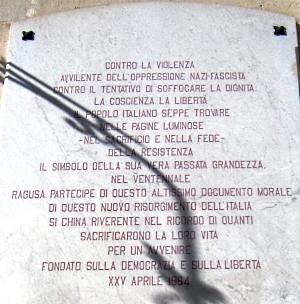 CONTRO LA VIOLENZA
AVVILENTE DELL'OPPRESSIONE NAZI-FASCISTA
CONTRO IL TENTATIVO DI SOFFOCARE LA DIGNITA
LA COSCIENZA LA LIBERTA
IL POPOLO ITALIANO SEPPE TROVARE
NELLE PAGINE LUMINOSE
-NEL SACRIFICIO E NELLA FEDE-
DELLA RESISTENZA
IL SIMBOLO DELLA SUA VERA PASSATA GRANDEZZA,
NEL VENTENNALE
RAGUSA PARTECIPE DI QUESTO ALTISSIMO DOCUMENTO MORALE
DI QUESTO NUOVO RISORGIMENTO DELL'ITALIA
SI CHINA RIVERENTE NEL RICORDO DI QUANTI
SACRIFICARONO LA LORO VITA
PER UN AVVENIRE
FONDATO SULLA DEMOCRAZIA E SULLA LIBERTA
XXV APRILE 1964